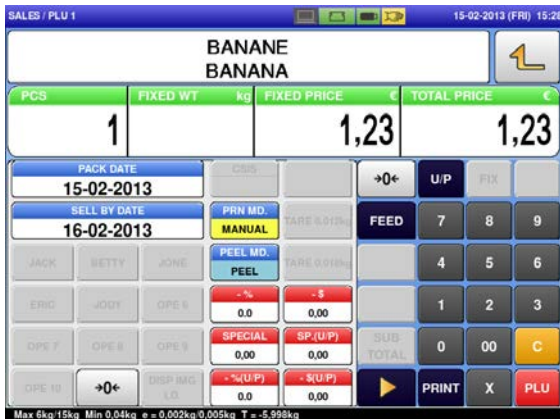 SALES / PLU 1
15-02-2013 (FRI) 15:28
BANANE
BANANA
PCS
FIXED WT kg
FIXED PRICE €
TOTAL PRICE €
1
1,23
1,23
PACK DATE
15-02-2013
SELL BY DATE
16-02-2013
PRN MD.
MANUAL
TARE 0.012kg
PEEL MD.
PEEL
JACK
BETTY
JONE
ERIC
OPE 6
- %
0.0
- $
0,00
OPE 7
OPE 8
OPE 9
SPECIAL
0,00
SP.(U/P)
0,00
OPE 10
→0←
DISP IMG
- %(U/P)
0.0
- $(U/P)
0,00
→0←
U/P
FIX
FEED
7
8
9
4
5
6
1
2
3
SUB
TOTAL
0
00
C
PRINT
X
PLU
Max 6kg/15kg Min 0,04kg e = 0,002kg/0,005kg T = -5,998kg